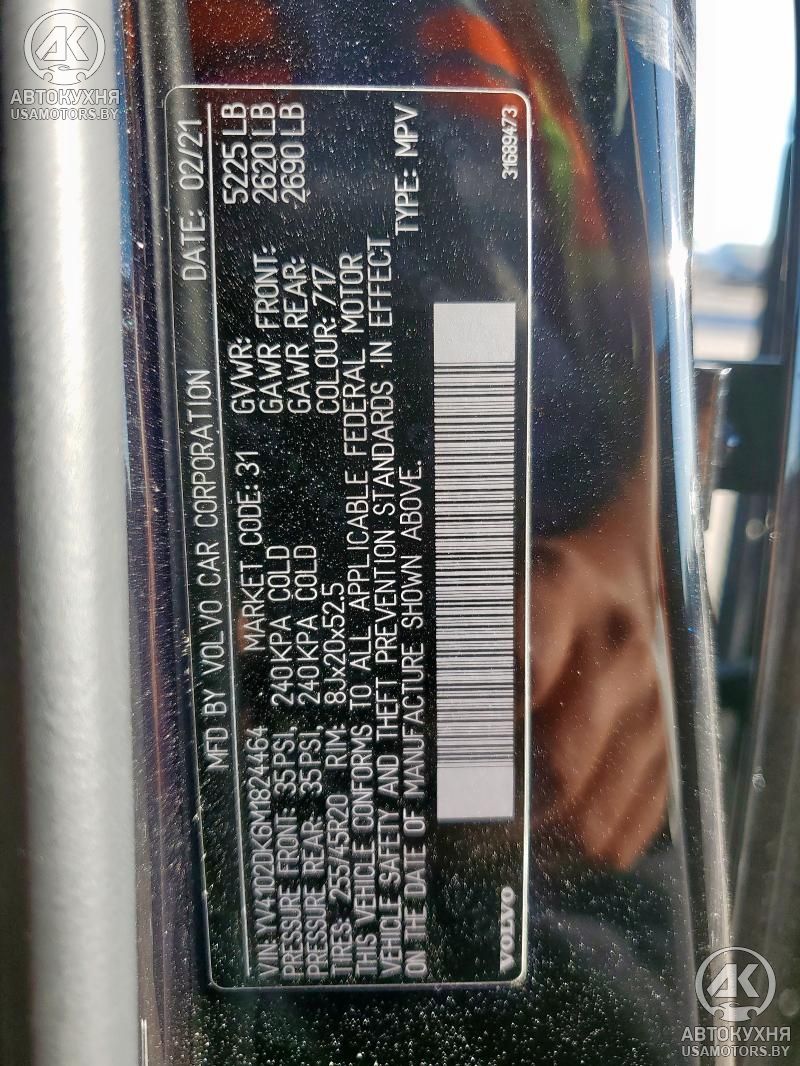 AK
АВТОКУХНЯ
USAMOTORS.BY
MFD BY VOLVO CAR CORPORATION DATE: 02/21
VIN: YV4102DK6M1824464 MARKET CODE: 31 GVWR: 5225 LB
PRESSURE FRONT: 35PSI, 240KPA COLD GAWR FRONT: 2620 LB
PRESSURE REAR: 35PSI, 240KPA COLD GAWR REAR: 2690 LB
TIRES: 255/45R20 RIM: 8Jx20x52.5 COLOUR: 717
THIS VEHICLE CONFORMS TO ALL APPLICABLE FEDERAL MOTOR
VEHICLE SAFETY AND THEFT PREVENTION STANDARDS IN EFFECT
ON THE DATE OF MANUFACTURE SHOWN ABOVE. TYPE: MPV
VOLVO 31689473
AK
АВТОКУХНЯ
USAMOTORS.BY